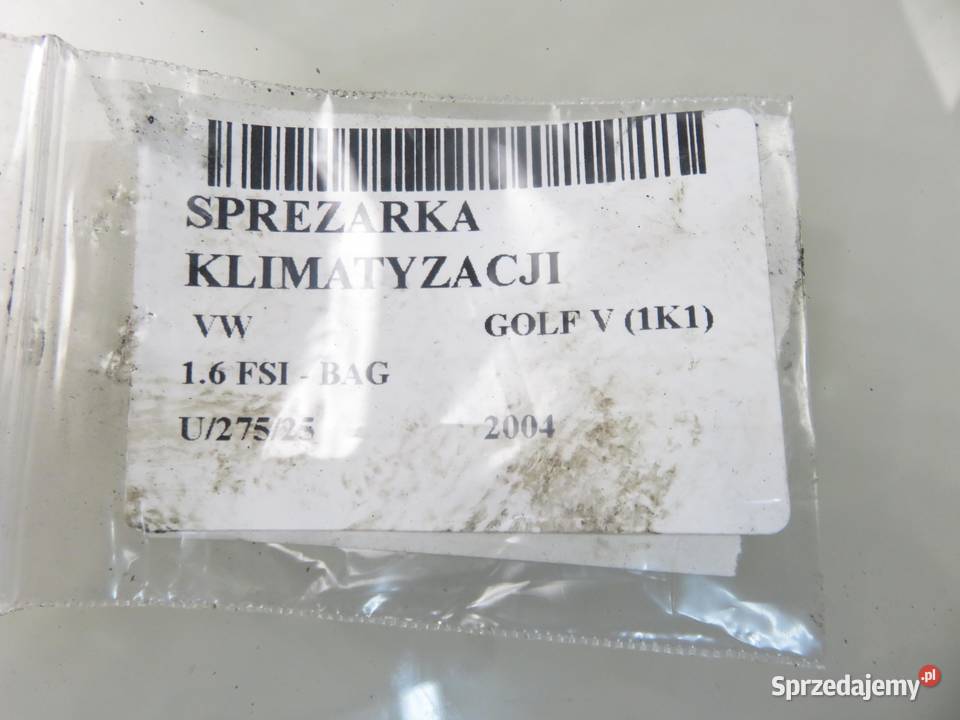 SPREZARKA
KLIMATYZACJI
VW GOLF V (1K1)
1.6 FSI - BAG
U/275/25 2004
Sprzedajemy.pl